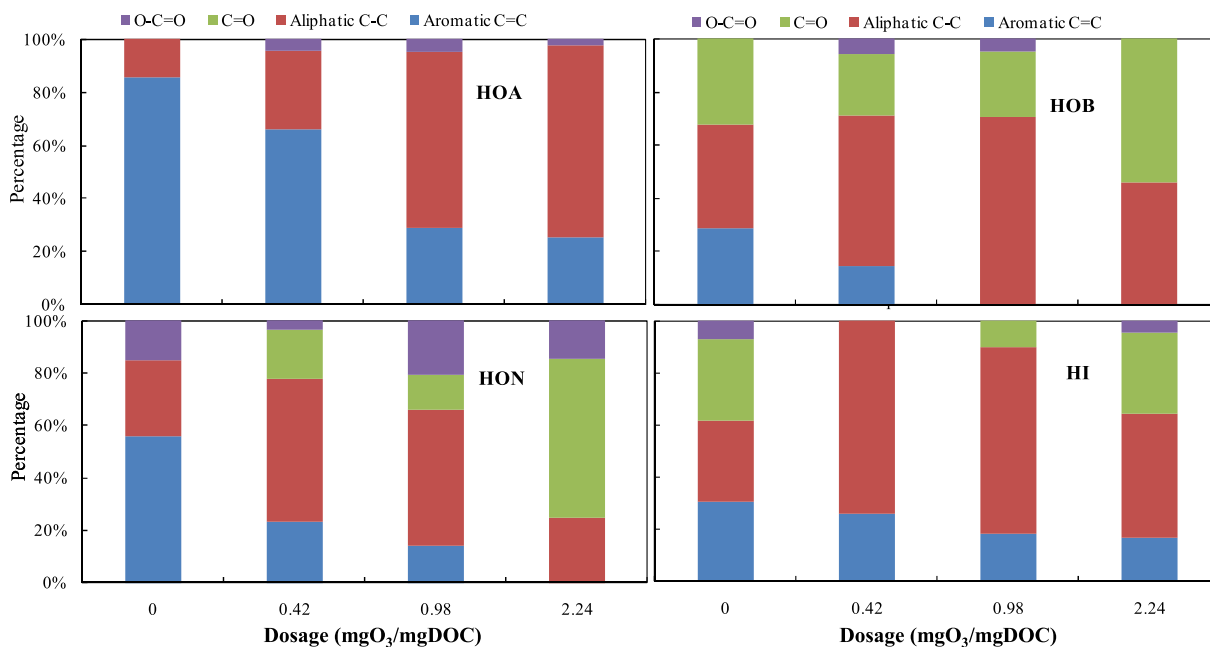 O-C=O C=O Aliphatic C-C Aromatic C=C
O-C=O C=O Aliphatic C-C Aromatic C=C
100%
80%
60%
40%
20%
0%
Percentage
HOA
HOB
100%
80%
60%
40%
20%
0%
Percentage
HON
HI
0 0.42 0.98 2.24
Dosage (mgO₃/mgDOC)
0 0.42 0.98 2.24
Dosage (mgO₃/mgDOC)